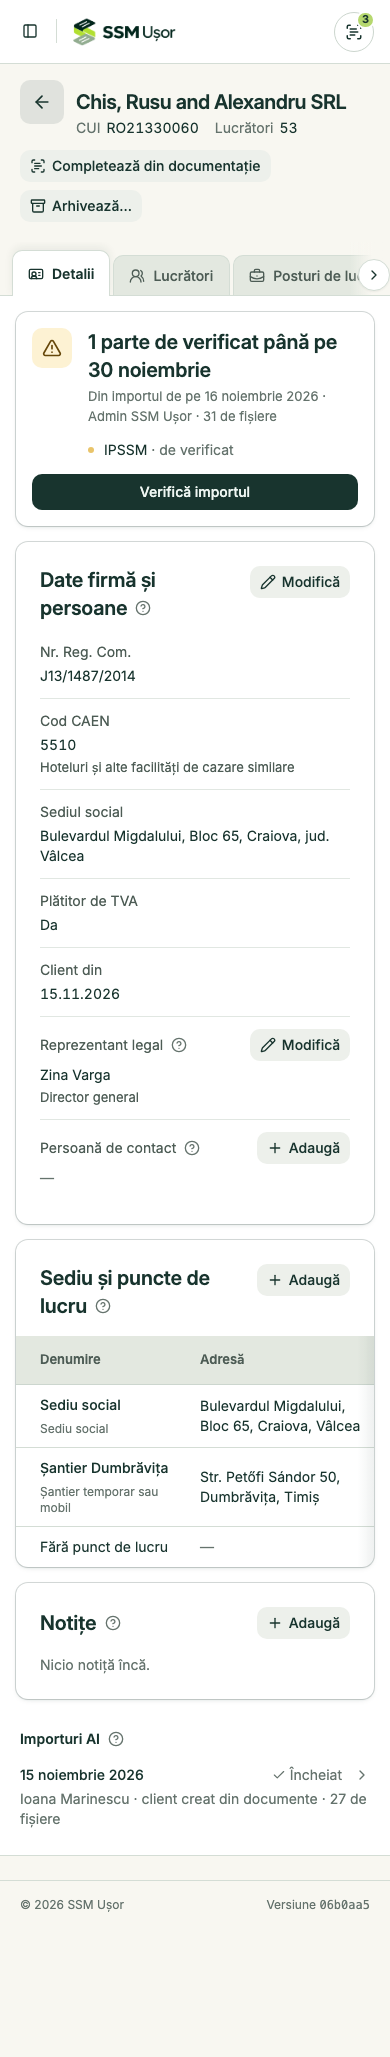 SSM Ușor
3
Chis, Rusu and Alexandru SRL
CUI RO21330060 Lucrători 53
Completează din documentație
Arhivează...
Detalii
Lucrători
Posturi de
1 parte de verificat până pe
30 noiembrie
Din importul de pe 16 noiembrie 2026 ·
Admin SSM Ușor · 31 de fișiere
IPSSM · de verificat
Verifică importul
Date firmă și
persoane
Modifică
Nr. Reg. Com.
J13/1487/2014
Cod CAEN
5510
Hoteluri și alte facilități de cazare similare
Sediul social
Bulevardul Migdalului, Bloc 65, Craiova, jud.
Vâlcea
Plătitor de TVA
Da
Client din
15.11.2026
Reprezentant legal
Modifică
Zina Varga
Director general
Persoană de contact
Adaugă
—
Sediu și puncte de
lucru
Adaugă
Denumire Adresă
Sediu social
Sediu social
Bulevardul Migdalului,
Bloc 65, Craiova, Vâlcea
Șantier Dumbrăvița
Șantier temporar sau
mobil
Str. Petőfi Sándor 50,
Dumbrăvița, Timiș
Fără punct de lucru —
Notițe
Adaugă
Nicio notiță încă.
Importuri AI
15 noiembrie 2026
Încheiat
Ioana Marinescu · client creat din documente · 27 de
fișiere
© 2026 SSM Ușor
Versiune 06b0aa5